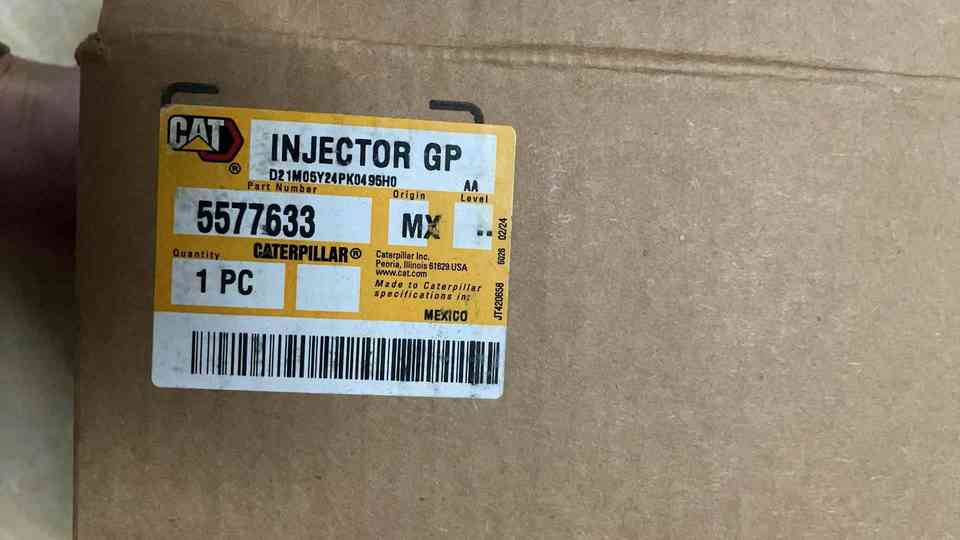 CAT
®
INJECTOR GP
D21M05Y24PK0495H0 AA
Part Number Origin Level
5577633 MX --
Quantity CATERPILLAR®
1 PC
Caterpillar Inc.
Peoria, Illinois 61629 USA
www.cat.com
Made to Caterpillar
specifications in:
MEXICO
JT420658 6026 02/24